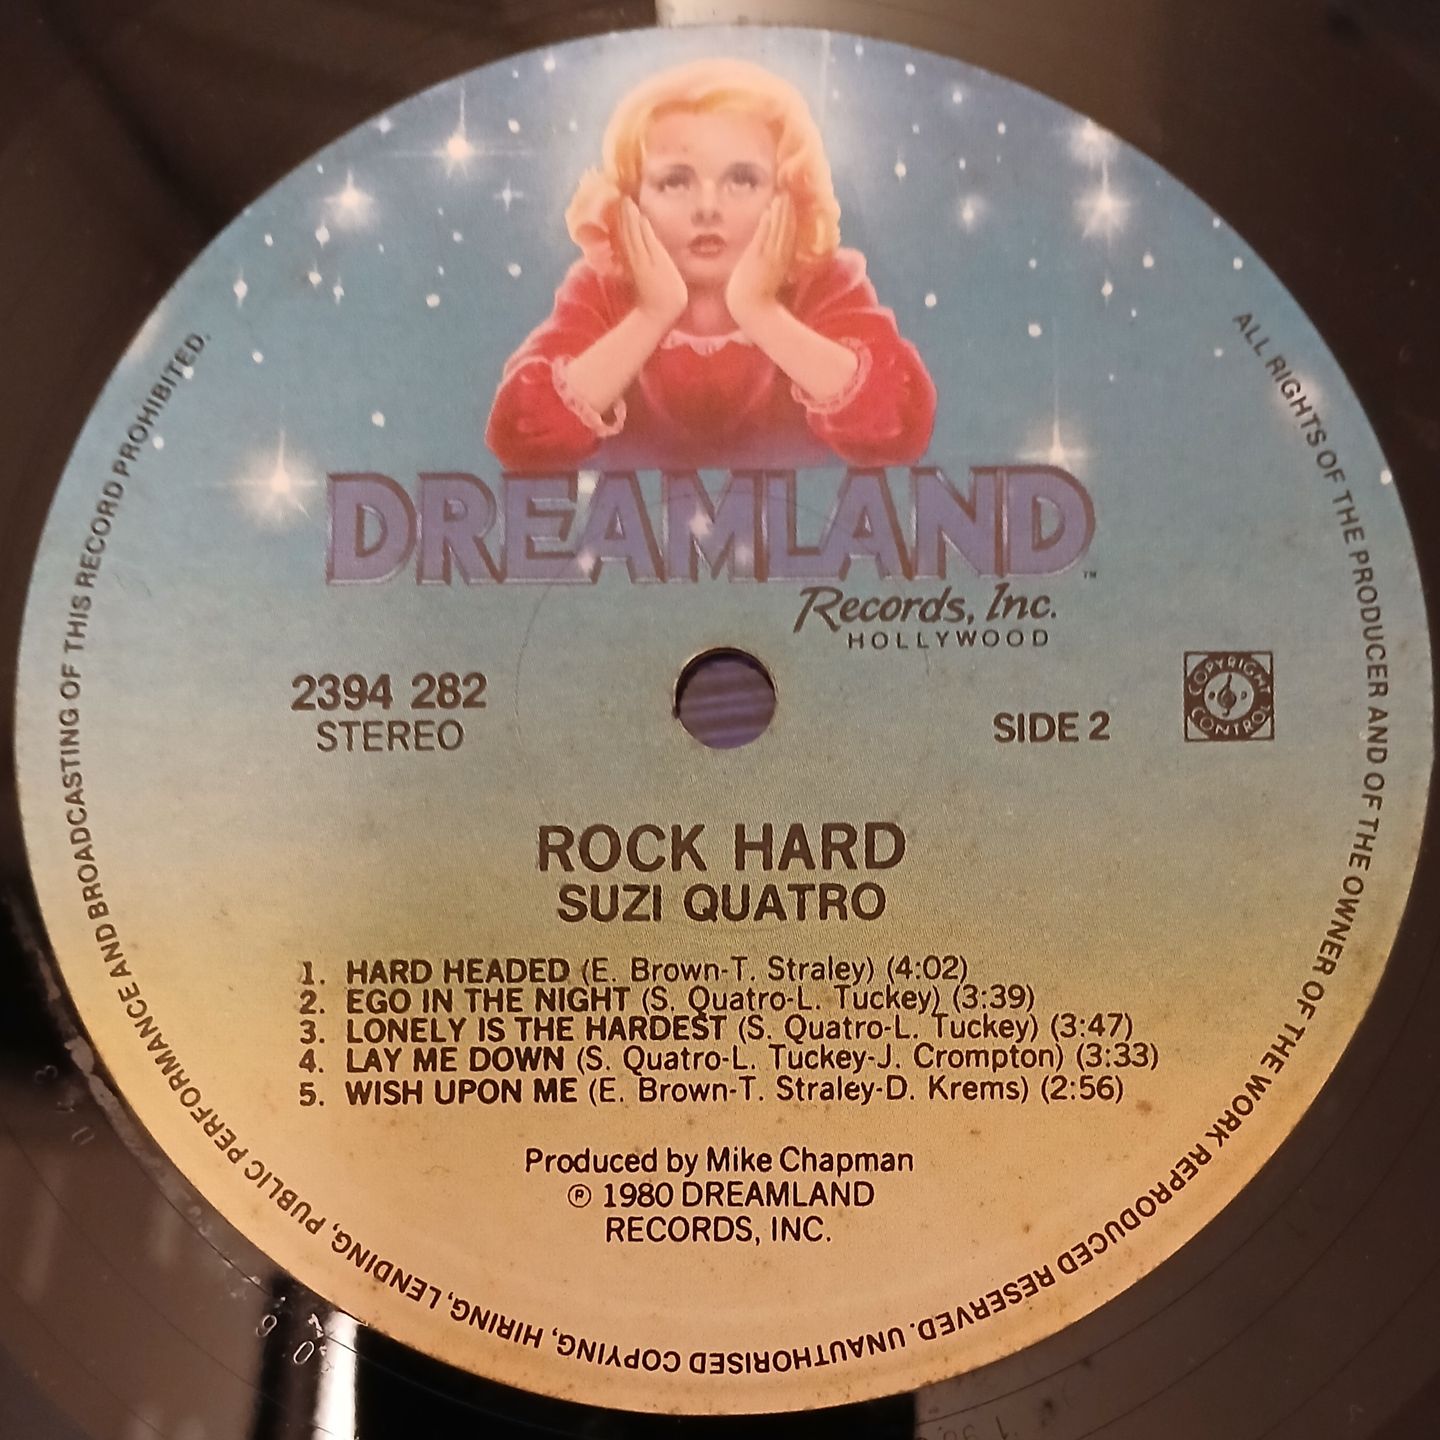 DREAMLAND™
Records, Inc.
HOLLYWOOD
2394 282
STEREO
SIDE 2
COPYRIGHT CONTROL
ROCK HARD
SUZI QUATRO
1. HARD HEADED (E. Brown-T. Straley) (4:02)
2. EGO IN THE NIGHT (S. Quatro-L. Tuckey) (3:39)
3. LONELY IS THE HARDEST (S. Quatro-L. Tuckey) (3:47)
4. LAY ME DOWN (S. Quatro-L. Tuckey-J. Crompton) (3:33)
5. WISH UPON ME (E. Brown-T. Straley-D. Krems) (2:56)
Produced by Mike Chapman
℗ 1980 DREAMLAND
RECORDS, INC.
ALL RIGHTS OF THE PRODUCER AND OF THE OWNER OF THE WORK REPRODUCED RESERVED. UNAUTHORISED COPYING, HIRING, LENDING, PUBLIC PERFORMANCE AND BROADCASTING OF THIS RECORD PROHIBITED.